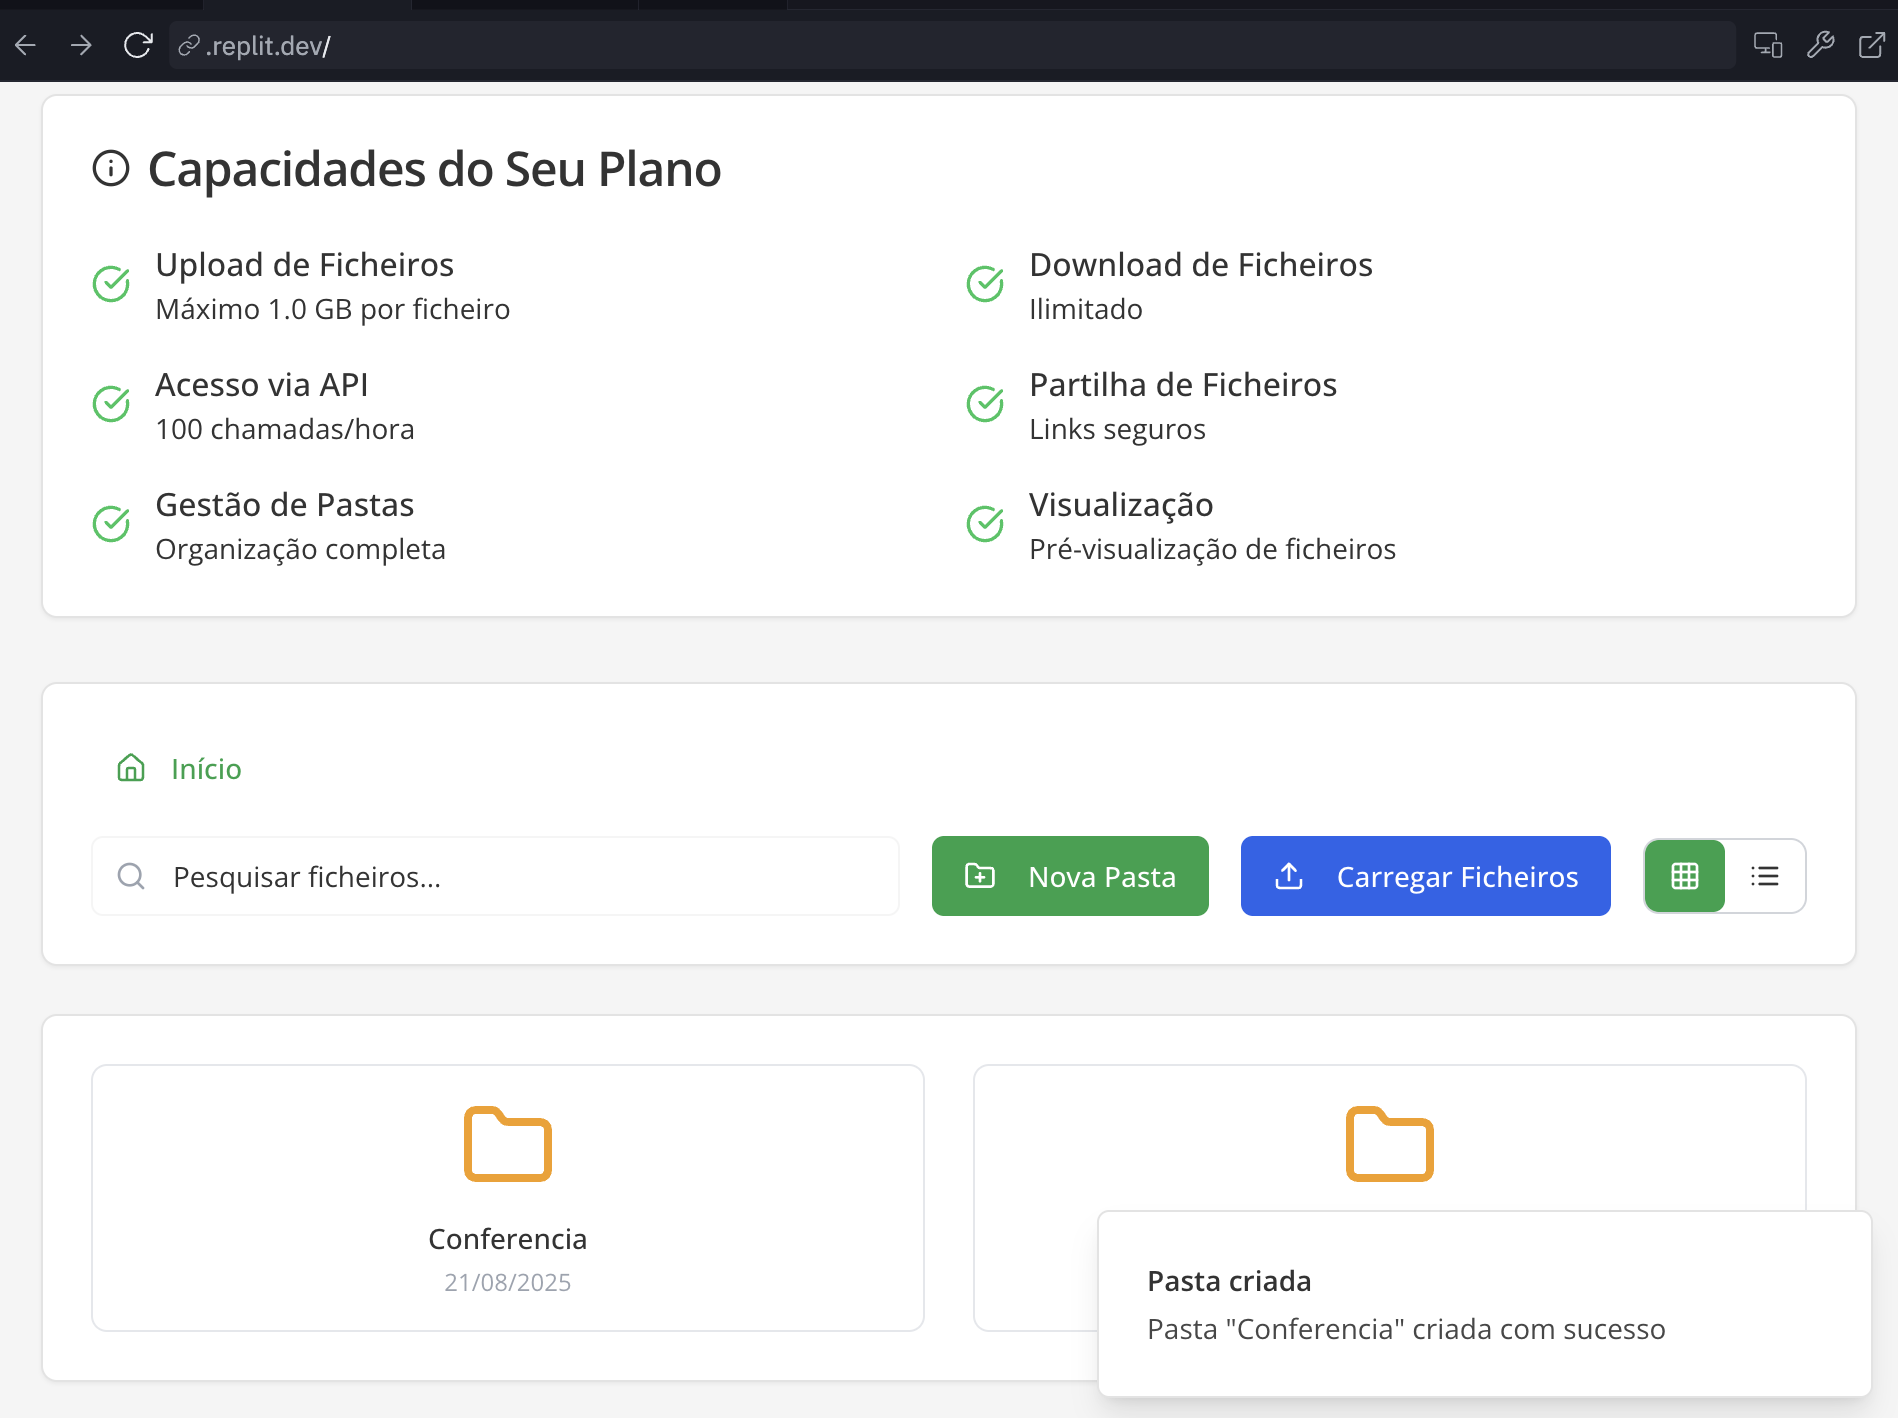 .replit.dev/
Capacidades do Seu Plano
Upload de Ficheiros
Máximo 1.0 GB por ficheiro
Download de Ficheiros
Ilimitado
Acesso via API
100 chamadas/hora
Partilha de Ficheiros
Links seguros
Gestão de Pastas
Organização completa
Visualização
Pré-visualização de ficheiros
Início
Pesquisar ficheiros...
Nova Pasta
Carregar Ficheiros
Conferencia
21/08/2025
Pasta criada
Pasta "Conferencia" criada com sucesso